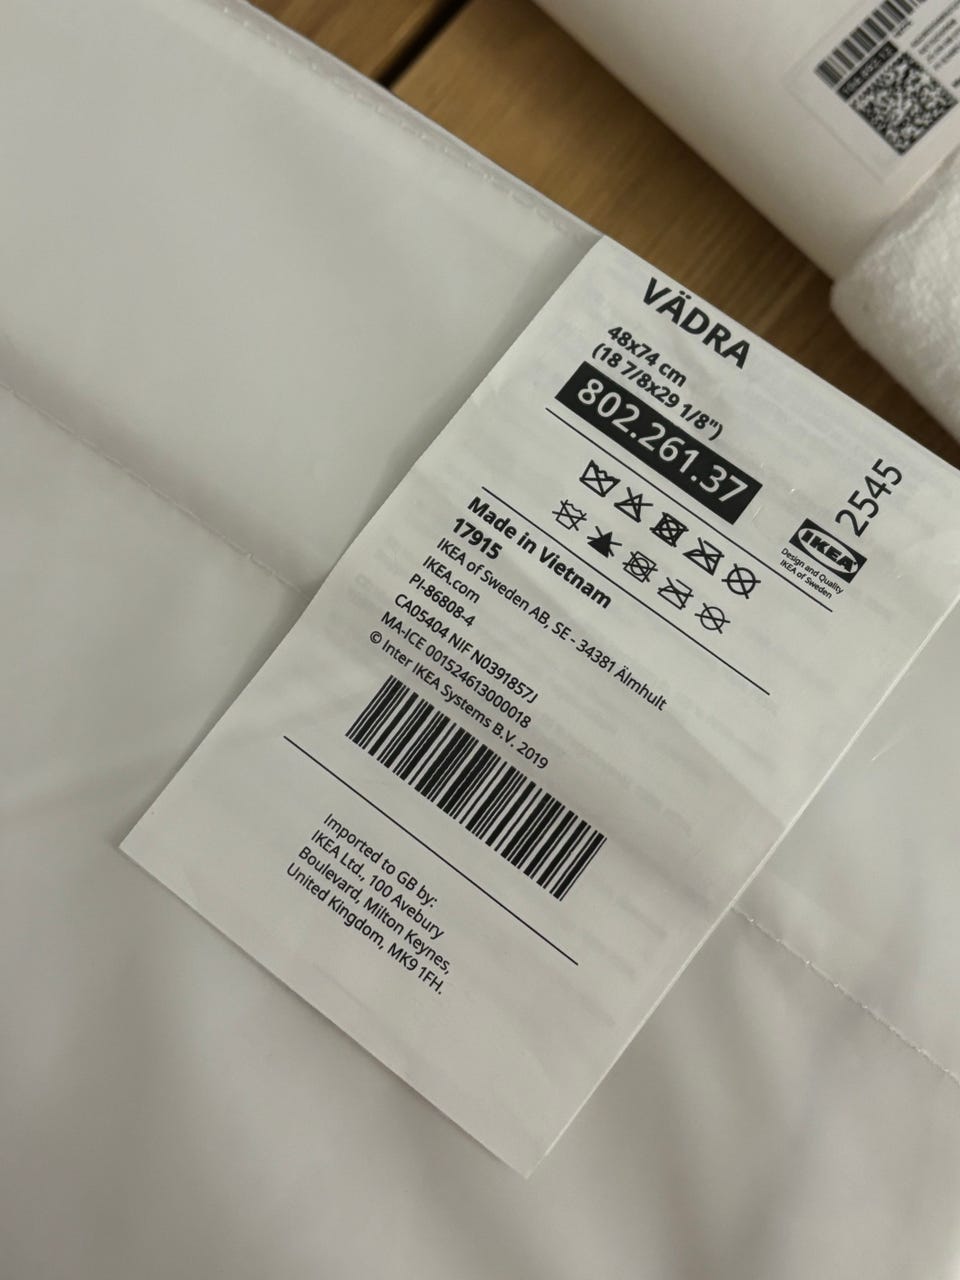 VÄDRA
48x74 cm
(18 7/8x29 1/8")
802.261.37
2545
IKEA
Design and Quality
IKEA of Sweden
Made in Vietnam
17915
IKEA of Sweden AB, SE - 34381 Älmhult
IKEA.com
PI-86808-4
CA05404 NIF N0391857J
MA-ICE 001524613000018
© Inter IKEA Systems B.V. 2019
Imported to GB by:
IKEA Ltd., 100 Avebury
Boulevard, Milton Keynes,
United Kingdom, MK9 1FH.